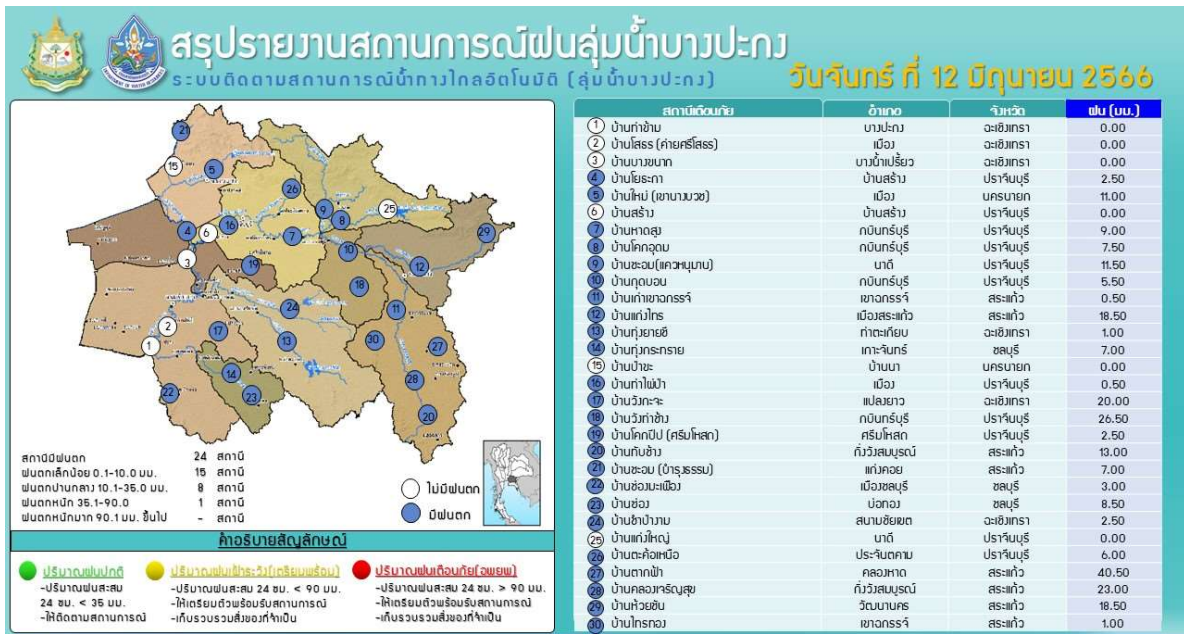 สรุปรายงานสถานการณ์ฝนลุ่มน้ำบางปะกง
ระบบติดตามสถานการณ์น้ำทางไกลอัตโนมัติ (ลุ่มน้ำบางปะกง)
วันจันทร์ ที่ 12 มิถุนายน 2566
สถานีเตือนภัย อำเภอ จังหวัด ฝน (มม.)
1 บ้านท่าข้าม บางปะกง ฉะเชิงเทรา 0.00
2 บ้านโสธร (ค่ายศรีโสธร) เมือง ฉะเชิงเทรา 0.00
3 บ้านบางขนาก บางน้ำเปรี้ยว ฉะเชิงเทรา 0.00
4 บ้านโยธะกา บ้านสร้าง ปราจีนบุรี 2.50
5 บ้านใหม่ (เขานางบวช) เมือง นครนายก 11.00
6 บ้านสร้าง บ้านสร้าง ปราจีนบุรี 0.00
7 บ้านหาดสูง กบินทร์บุรี ปราจีนบุรี 9.00
8 บ้านโคกอุดม กบินทร์บุรี ปราจีนบุรี 7.50
9 บ้านชะอม(แควหนุมาน) นาดี ปราจีนบุรี 11.50
10 บ้านกุดบอน กบินทร์บุรี ปราจีนบุรี 5.50
11 บ้านเก่าเขาฉกรรจ์ เขาฉกรรจ์ สระแก้ว 0.50
12 บ้านแก่งไทร เมืองสระแก้ว สระแก้ว 18.50
13 บ้านทุ่งยายชี ท่าตะเกียบ ฉะเชิงเทรา 1.00
14 บ้านทุ่งกระทราย เกาะจันทร์ ชลบุรี 7.00
15 บ้านป่าขะ บ้านนา นครนายก 0.00
16 บ้านท่าไผ่ป่า เมือง ปราจีนบุรี 0.50
17 บ้านวังกะจะ แปลงยาว ฉะเชิงเทรา 20.00
18 บ้านวังท่าช้าง กบินทร์บุรี ปราจีนบุรี 26.50
19 บ้านโคกปีป (ศรีมโหสถ) ศรีมโหสถ ปราจีนบุรี 2.50
20 บ้านทับช้าง กิ่งวังสมบูรณ์ สระแก้ว 13.00
21 บ้านชะอม (บำรุงธรรม) แก่งคอย สระแก้ว 7.00
22 บ้านช่องมะเฟือง เมืองชลบุรี ชลบุรี 3.00
23 บ้านช่อง บ่อทอง ชลบุรี 8.50
24 บ้านชำป่างาม สนามชัยเขต ฉะเชิงเทรา 2.50
25 บ้านแก่งใหญ่ นาดี ปราจีนบุรี 0.00
26 บ้านตะคร้อเหนือ ประจันตคาม ปราจีนบุรี 6.00
27 บ้านตากฟ้า คลองหาด สระแก้ว 40.50
28 บ้านคลองเจริญสุข กิ่งวังสมบูรณ์ สระแก้ว 23.00
29 บ้านห้วยชัน วัฒนานคร สระแก้ว 18.50
30 บ้านไทรทอง เขาฉกรรจ์ สระแก้ว 1.00
สถานีมีฝนตก 24 สถานี
ฝนตกเล็กน้อย 0.1-10.0 มม. 15 สถานี
ฝนตกปานกลาง 10.1-35.0 มม. 8 สถานี
ฝนตกหนัก 35.1-90.0 1 สถานี
ฝนตกหนักมาก 90.1 มม. ขึ้นไป - สถานี
ไม่มีฝนตก
มีฝนตก
คำอธิบายสัญลักษณ์
ปริมาณฝนปกติ
-ปริมาณฝนสะสม
24 ชม. < 35 มม.
-ให้ติดตามสถานการณ์
ปริมาณฝนเฝ้าระวัง(เตรียมพร้อม)
-ปริมาณฝนสะสม 24 ชม. < 90 มม.
-ให้เตรียมตัวพร้อมรับสถานการณ์
-เก็บรวบรวมสิ่งของที่จำเป็น
ปริมาณฝนเตือนภัย(อพยพ)
-ปริมาณฝนสะสม 24 ชม. > 90 มม.
-ให้เตรียมตัวพร้อมรับสถานการณ์
-เก็บรวบรวมสิ่งของที่จำเป็น